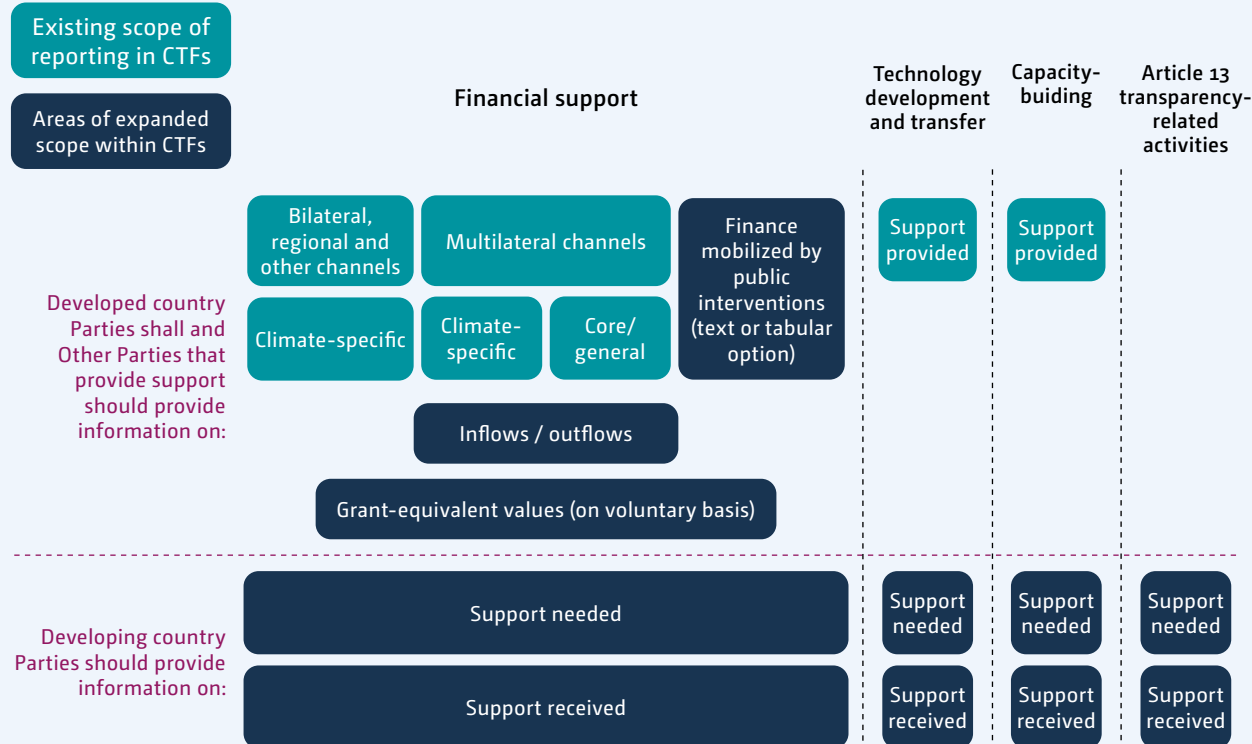 Existing scope of
reporting in CTFs
Areas of expanded
scope within CTFs
Financial support
Technology
development
and transfer
Capacity-
buiding
Article 13
transparency-
related
activities
Developed country
Parties shall and
Other Parties that
provide support
should provide
information on:
Bilateral,
regional and
other channels
Multilateral channels
Finance
mobilized by
public
interventions
(text or tabular
option)
Support
provided
Support
provided
Climate-specific
Climate-
specific
Core/
general
Inflows / outflows
Grant-equivalent values (on voluntary basis)
Developing country
Parties should provide
information on:
Support needed
Support
needed
Support
needed
Support
needed
Support received
Support
received
Support
received
Support
received